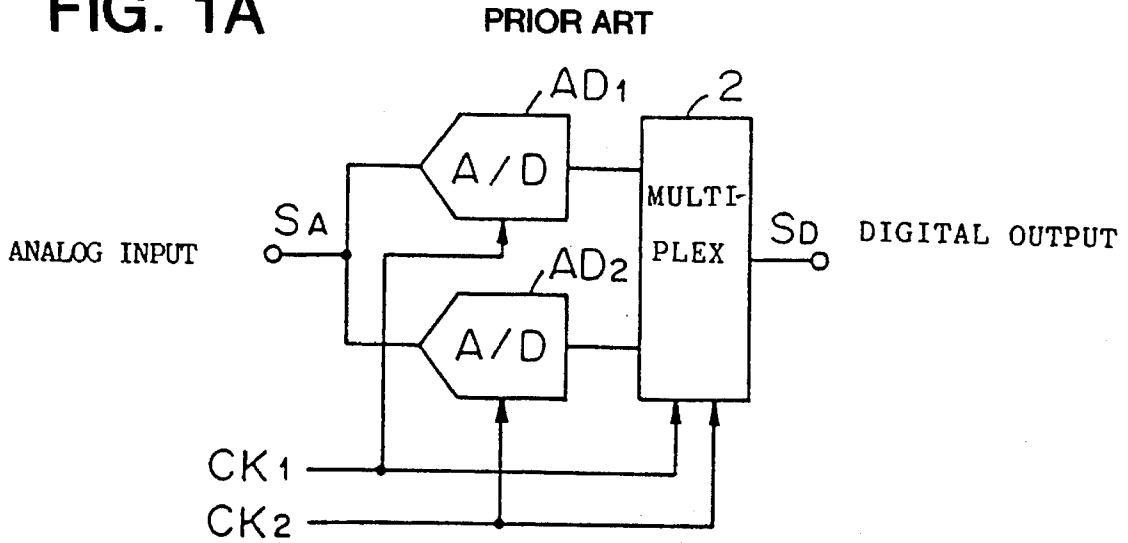 FIG. 1A
PRIOR ART
AD1
2
A/D
MULTI-
PLEX
SA
SD
ANALOG INPUT
DIGITAL OUTPUT
AD2
A/D
CK1
CK2